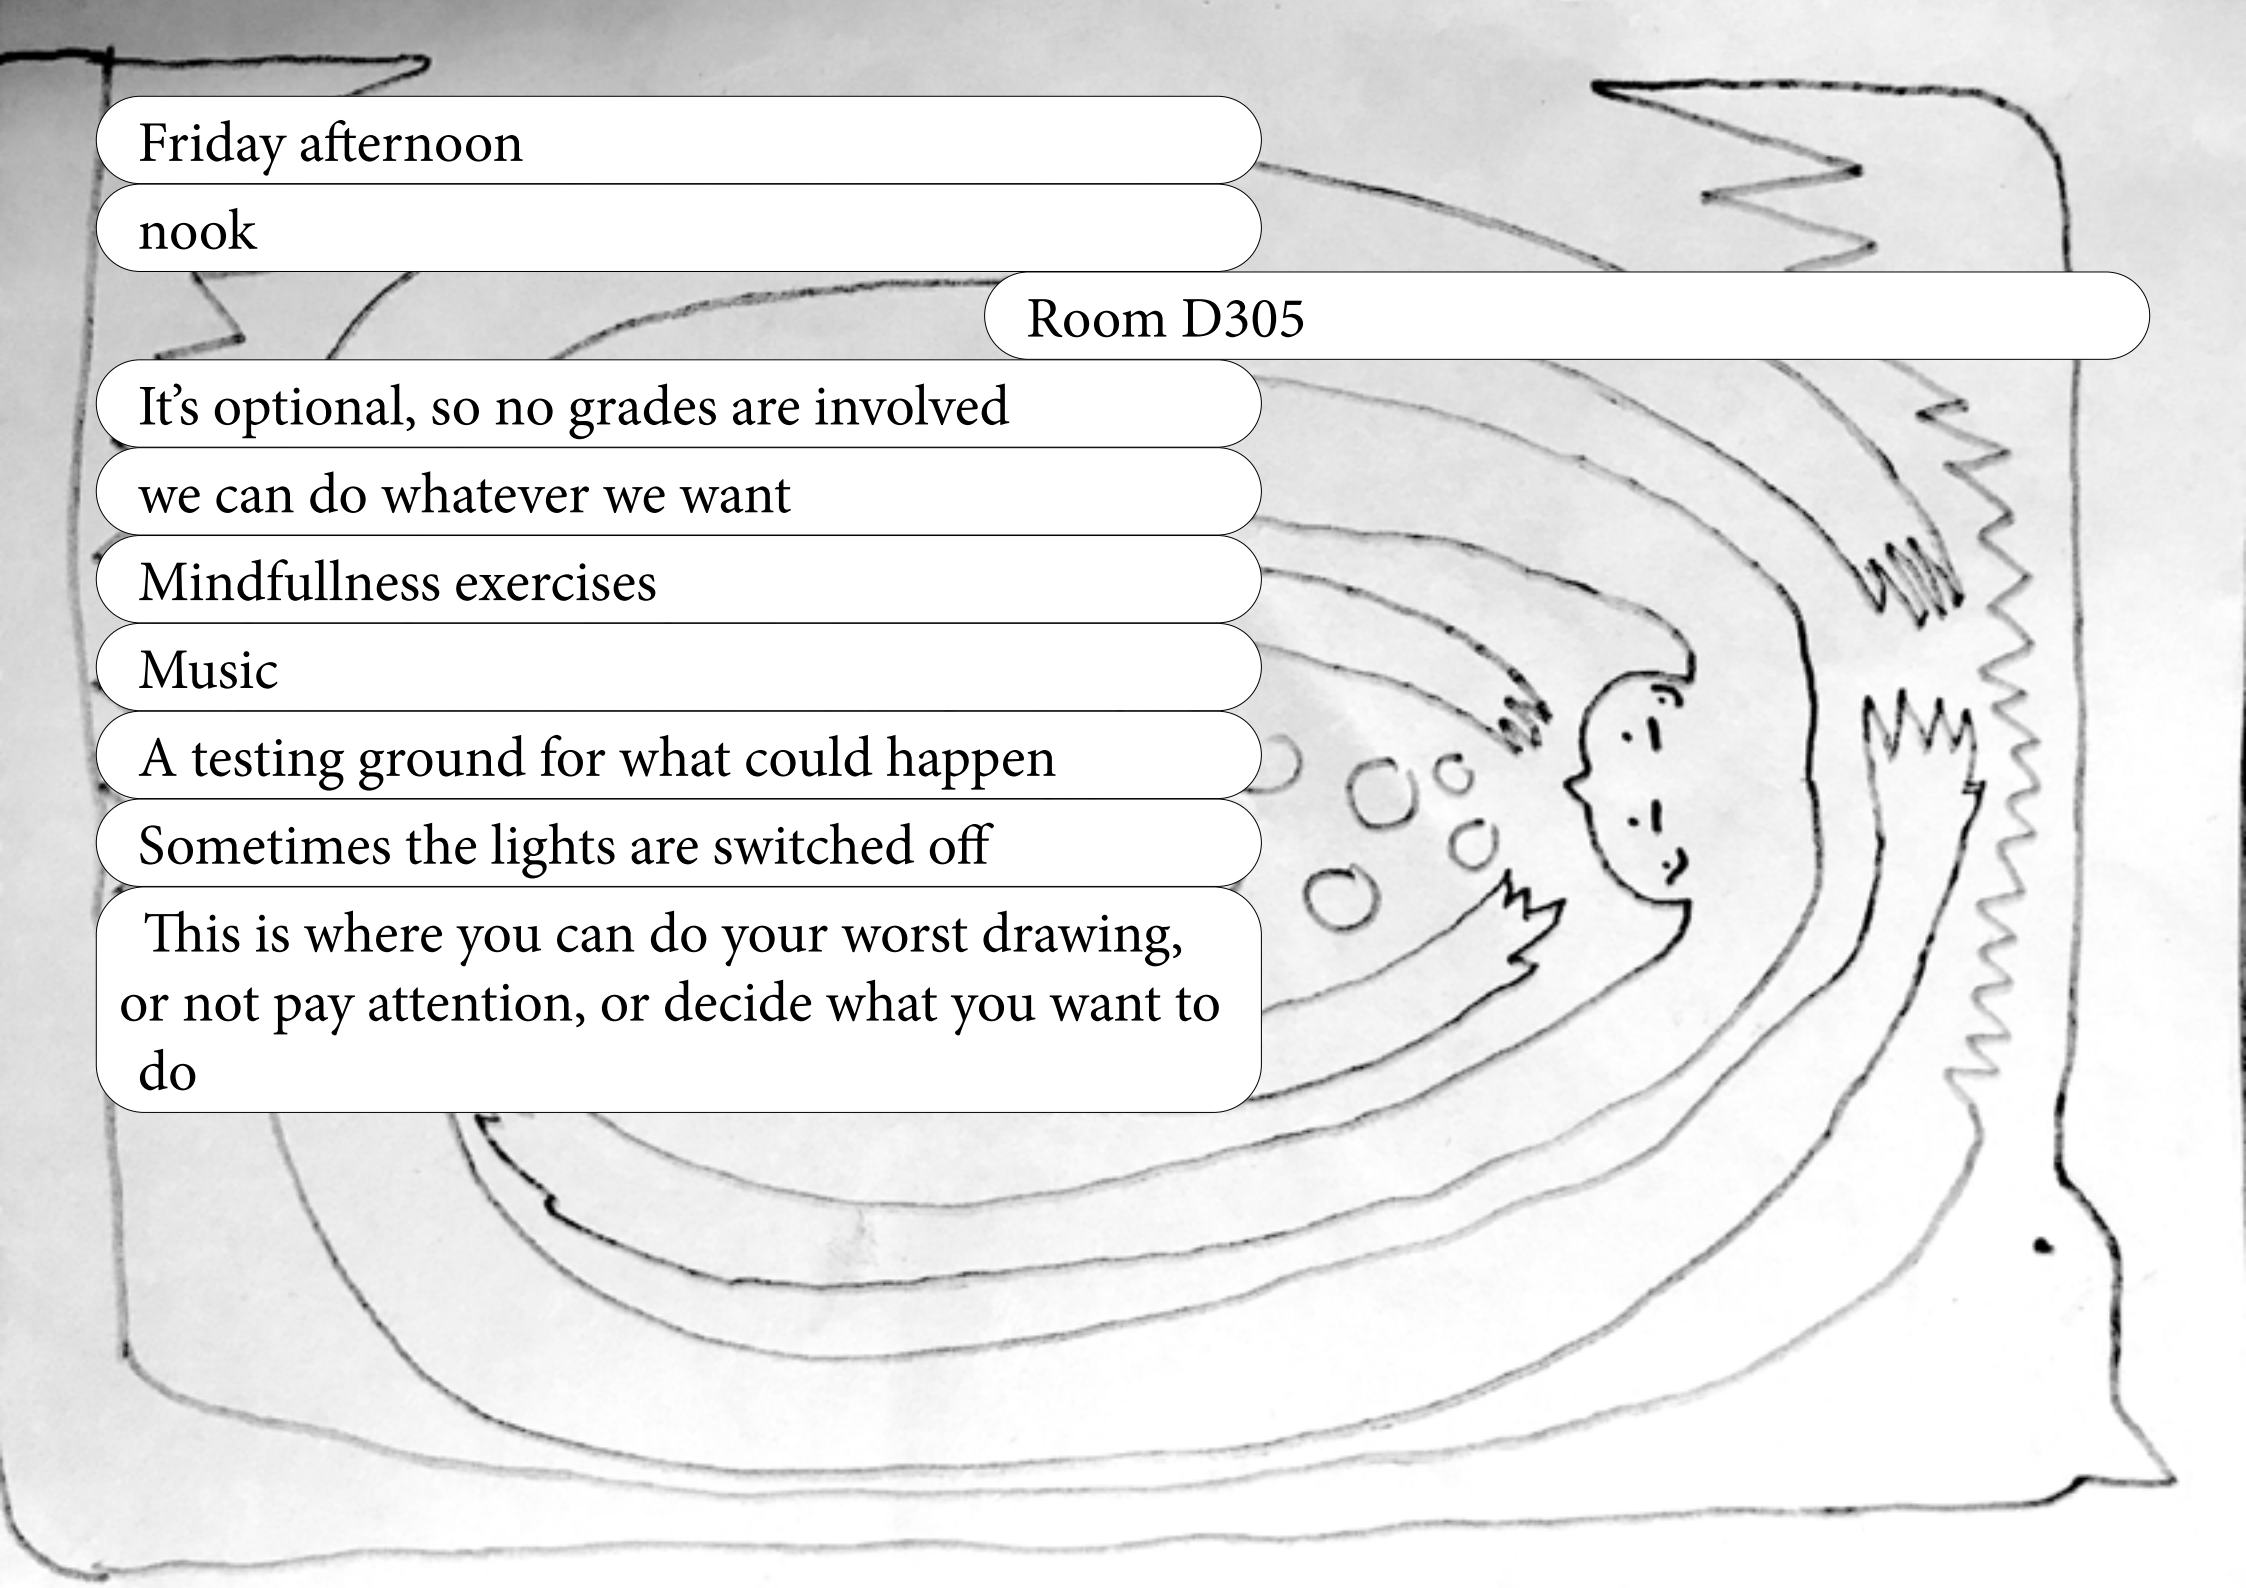 Friday afternoon
nook
Room D305
It’s optional, so no grades are involved
we can do whatever we want
Mindfullness exercises
Music
A testing ground for what could happen
Sometimes the lights are switched off
This is where you can do your worst drawing,
or not pay attention, or decide what you want to
do